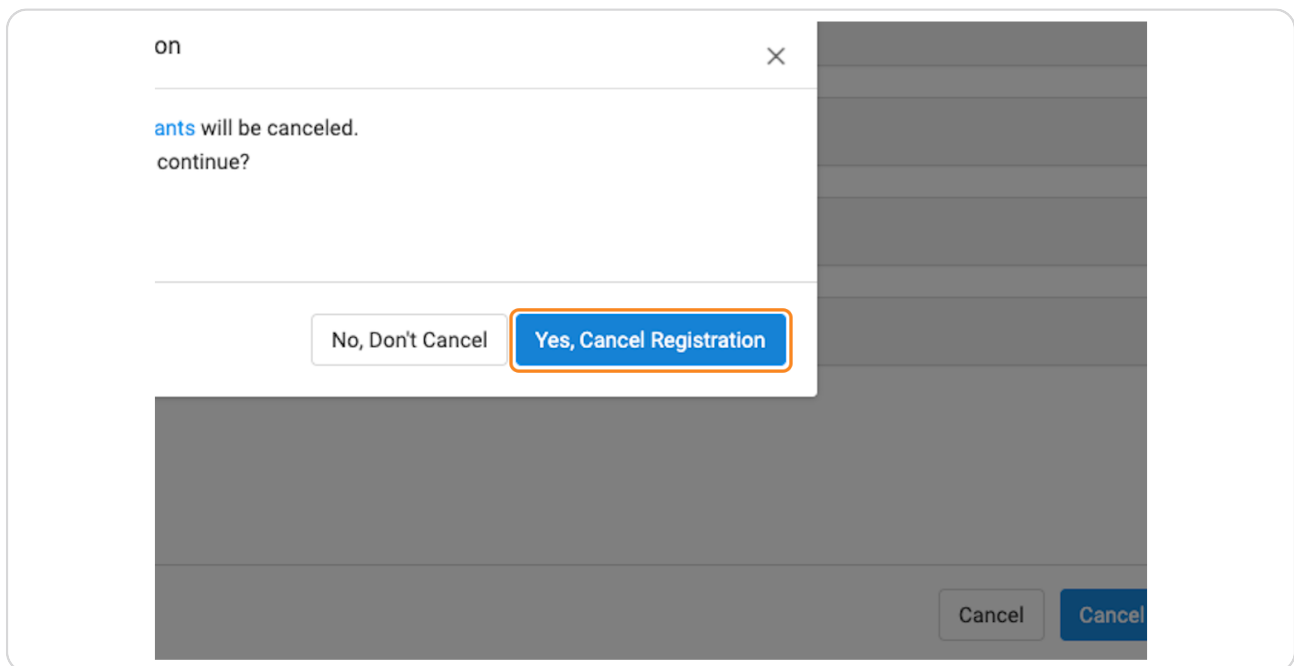 on
ants will be canceled.
continue?
No, Don't Cancel
Yes, Cancel Registration
Cancel
Cancel